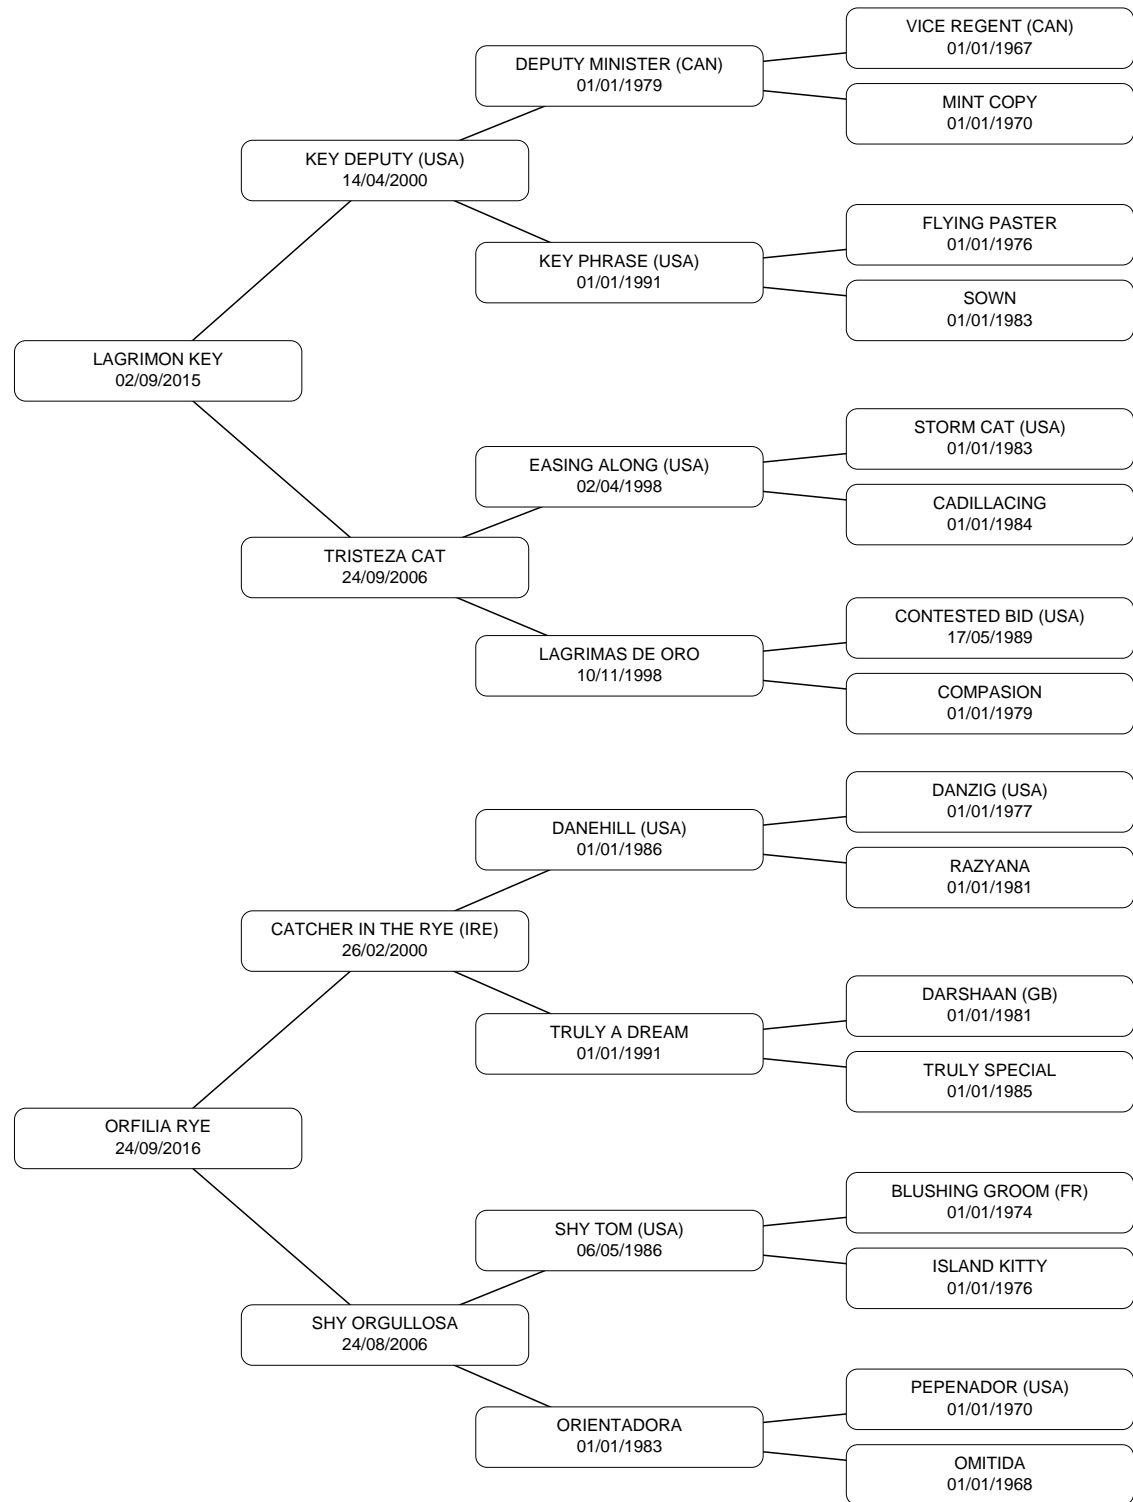 VICE REGENT (CAN)
01/01/1967
DEPUTY MINISTER (CAN)
01/01/1979
MINT COPY
01/01/1970
KEY DEPUTY (USA)
14/04/2000
FLYING PASTER
01/01/1976
KEY PHRASE (USA)
01/01/1991
SOWN
01/01/1983
LAGRIMON KEY
02/09/2015
STORM CAT (USA)
01/01/1983
EASING ALONG (USA)
02/04/1998
CADILLACING
01/01/1984
TRISTEZA CAT
24/09/2006
CONTESTED BID (USA)
17/05/1989
LAGRIMAS DE ORO
10/11/1998
COMPASION
01/01/1979
DANZIG (USA)
01/01/1977
DANEHILL (USA)
01/01/1986
RAZYANA
01/01/1981
CATCHER IN THE RYE (IRE)
26/02/2000
DARSHAAN (GB)
01/01/1981
TRULY A DREAM
01/01/1991
TRULY SPECIAL
01/01/1985
ORFILIA RYE
24/09/2016
BLUSHING GROOM (FR)
01/01/1974
SHY TOM (USA)
06/05/1986
ISLAND KITTY
01/01/1976
SHY ORGULLOSA
24/08/2006
PEPENADOR (USA)
01/01/1970
ORIENTADORA
01/01/1983
OMITIDA
01/01/1968